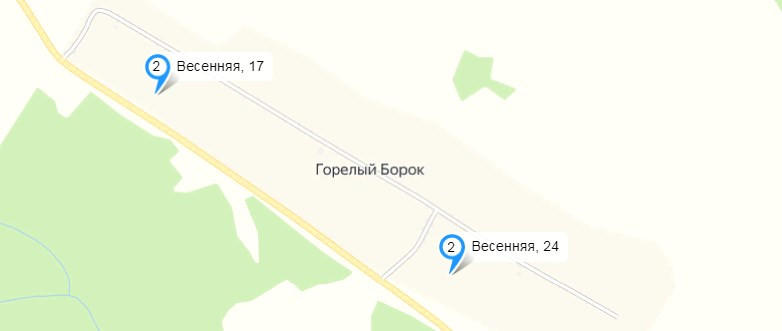 2 Весенняя, 17
Горелый Борок
2 Весенняя, 24